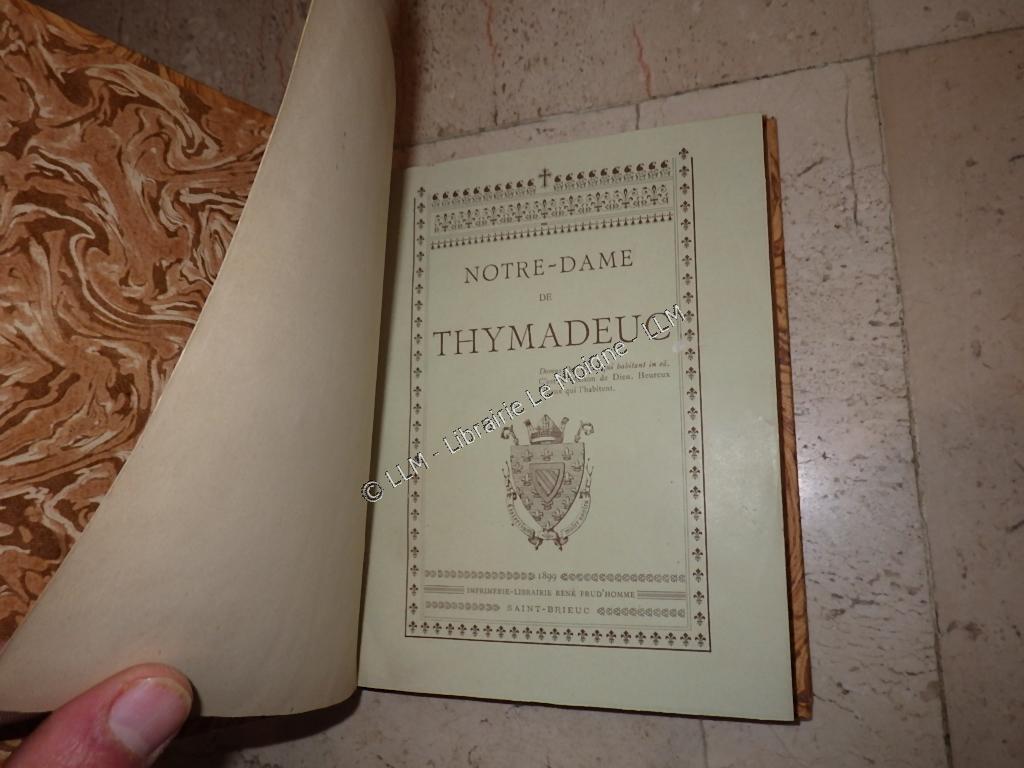 NOTRE-DAME
DE
THYMADEUC
habitant in eâ.
de Dieu, Heureux
qui l'habitent.
1899
IMPRIMERIE-LIBRAIRIE RENÉ PRUD'HOMME
SAINT-BRIEUC
© LLM - Librairie Le Moigne - LLM